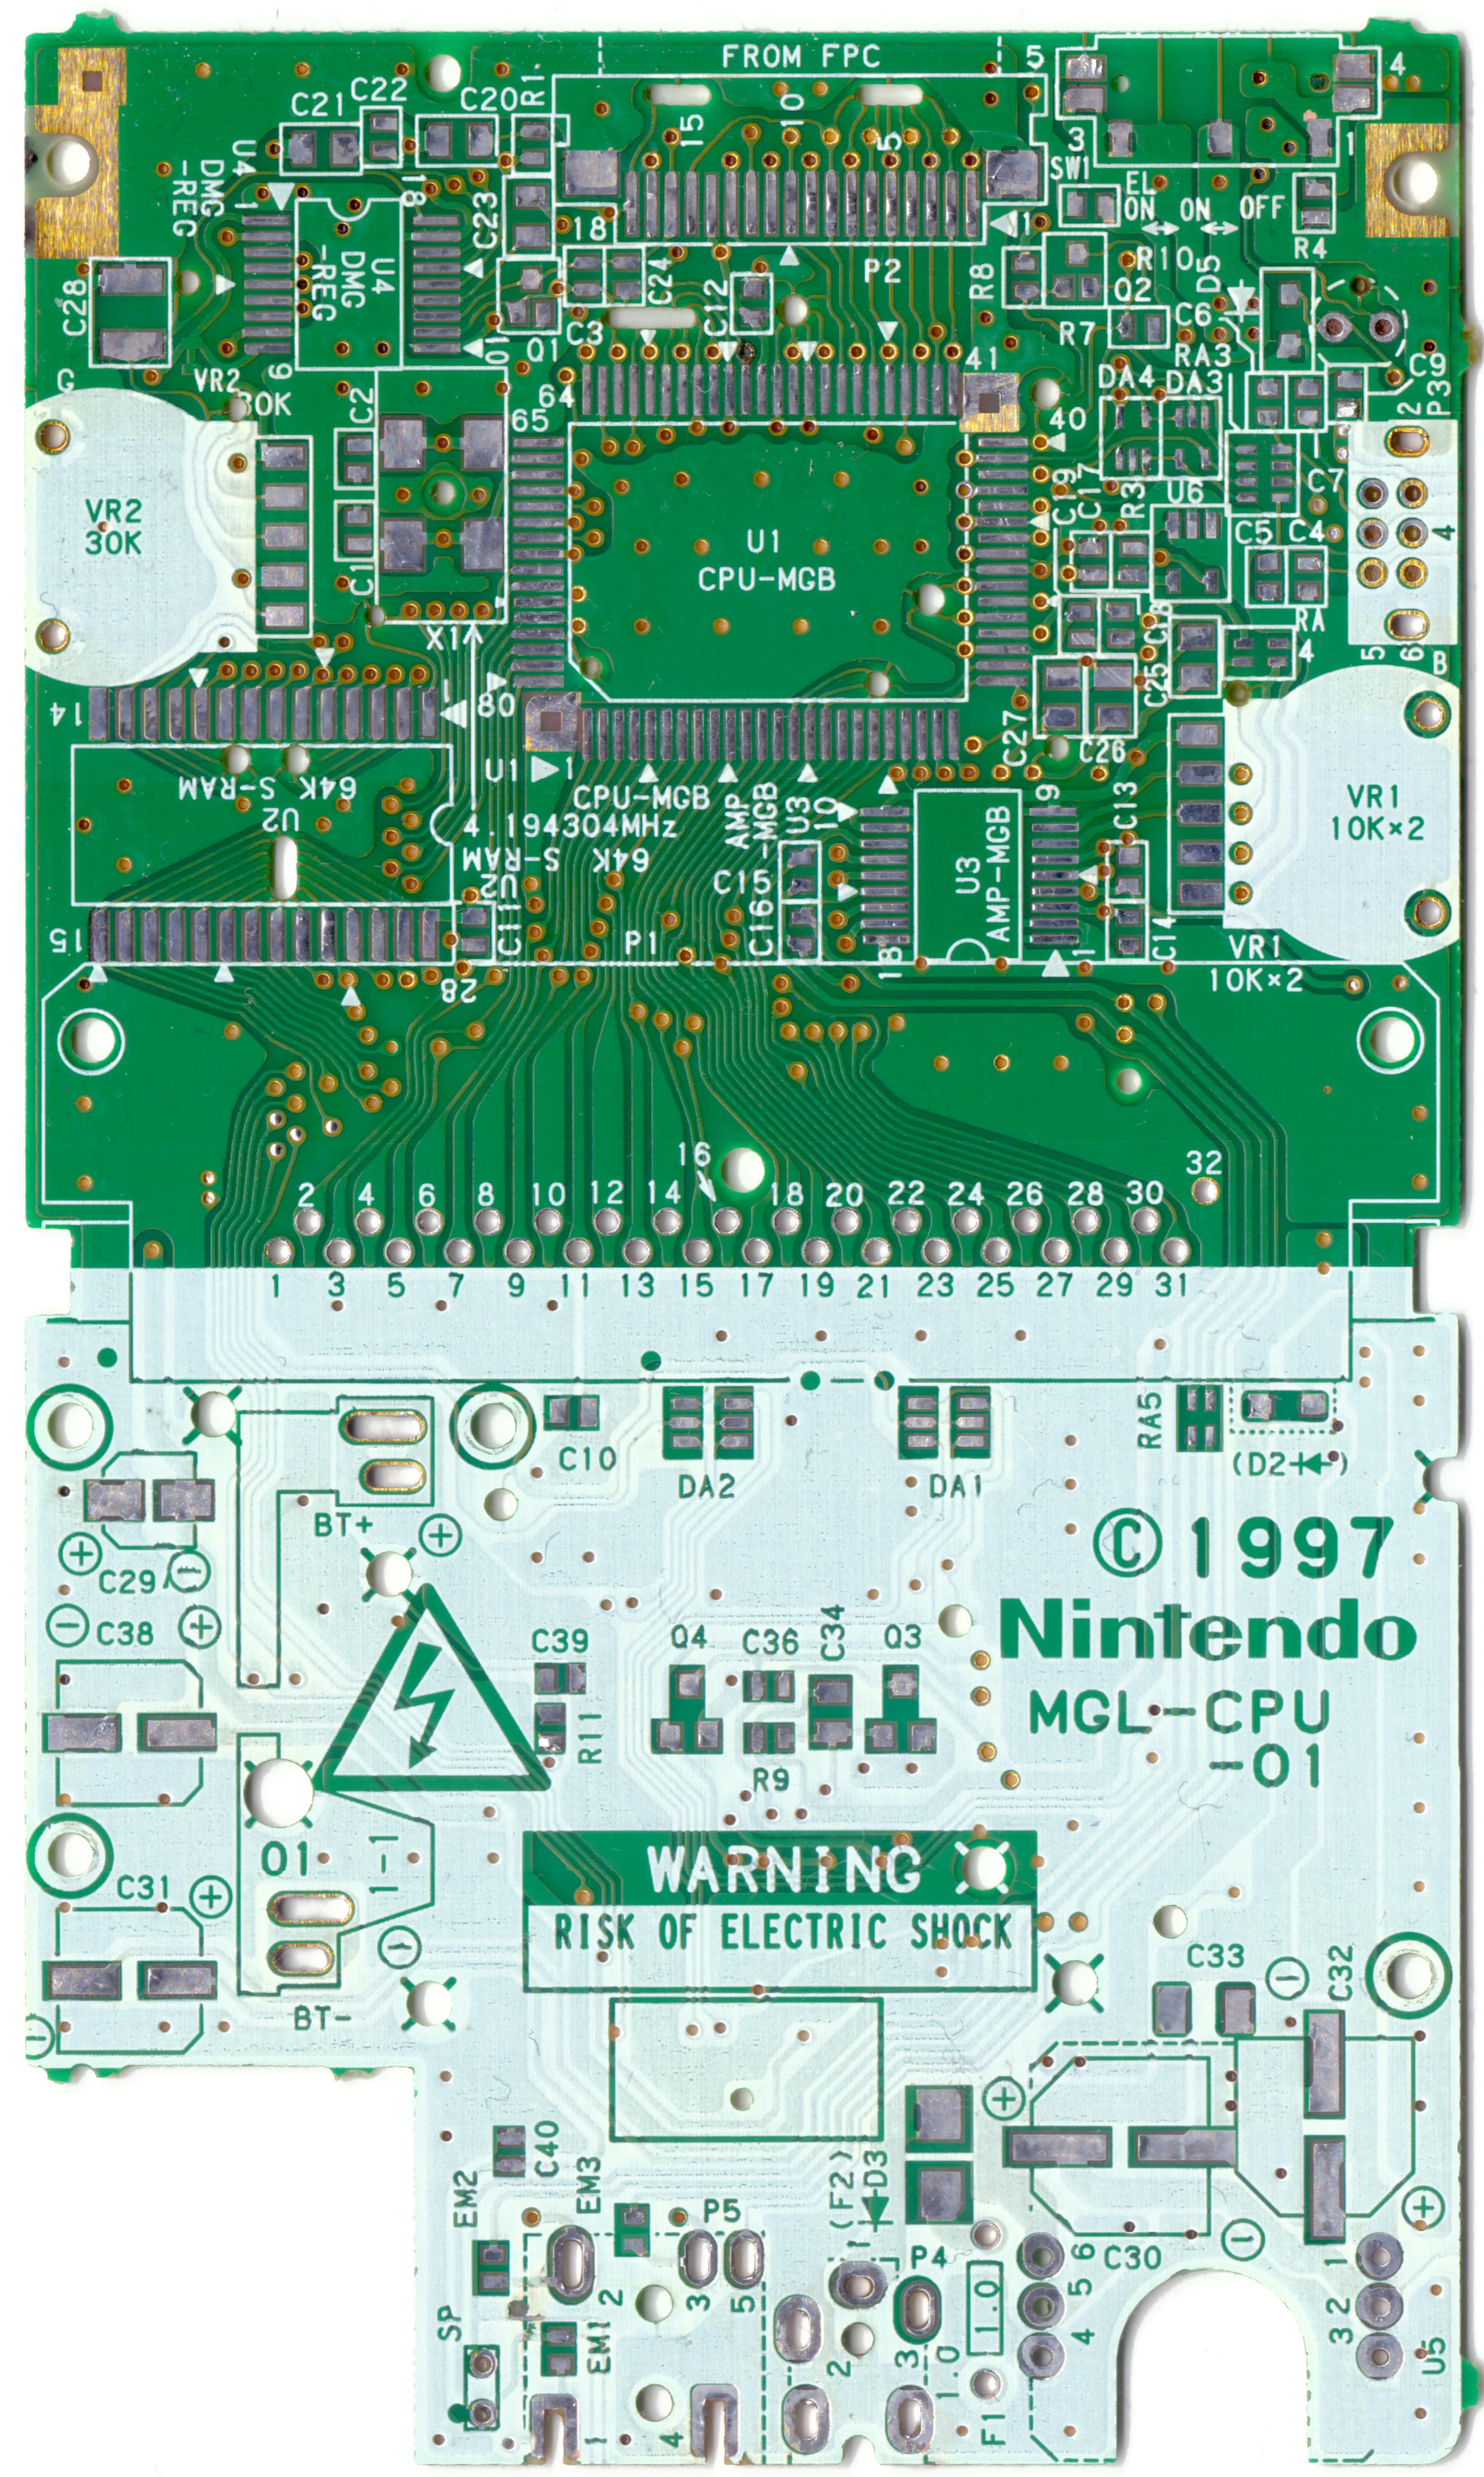 FROM FPC
5
4
C21
C22
C20
R1
15
10
5
3
SW1
1
U4
DMG
-REG
1
18
C23
18
1
EL
ON
ON
OFF
R4
U4
DMG
-REG
C28
10
9
Q1
C3
C24
C12
P2
R8
R10
Q2
D5
R7
C6
RA3
DA4
DA3
C9
P3
G
VR2
30K
C2
64
65
41
40
2
VR2
30K
C1
X1
U1
CPU-MGB
C19
C17
R3
U6
C7
C5
C4
4
C18
RA
4
5
6
B
C25
14
1
80
C27
C26
U1
1
64K S-RAM
U2
CPU-MGB
4.194304MHz
64K S-RAM
U2
AMP
-MGB
U3
10
9
C13
U3
AMP-MGB
VR1
10K×2
C15
C16
C11
15
28
P1
18
1
C14
VR1
10K×2
16
32
2 4 6 8 10 12 14 18 20 22 24 26 28 30
1 3 5 7 9 11 13 15 17 19 21 23 25 27 29 31
C10
DA2
DA1
RA5
(D2)
BT+
+
© 1997
Nintendo
MGL-CPU
-01
+
C29
−
−
C38
+
C39
R11
Q4
C36
C34
Q3
R9
01
1-1
C31
+
−
BT-
−
WARNING
RISK OF ELECTRIC SHOCK
C33
−
C32
+
C40
EM2
EM3
P5
(F2)
D3
1
P4
6
C30
−
+
1
2
3
5
1.0
5
4
2
3
U5
SP
EM1
2
3
1.0
F1
1
4